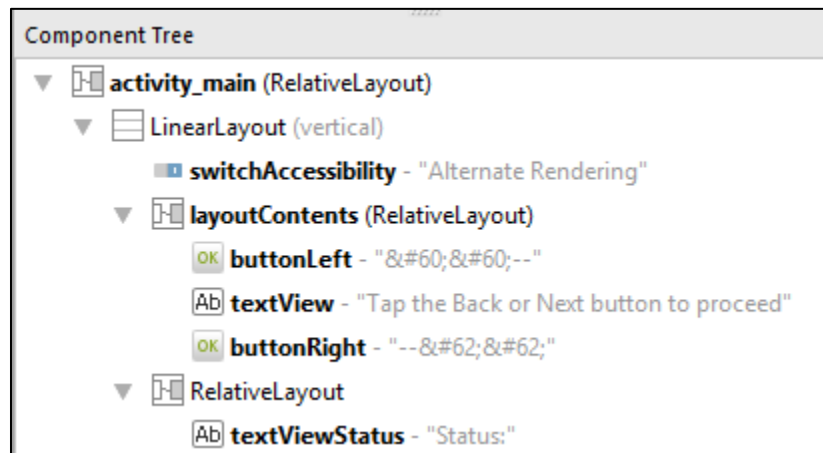 Component Tree
activity_main (RelativeLayout)
LinearLayout (vertical)
switchAccessibility - "Alternate Rendering"
layoutContents (RelativeLayout)
OK buttonLeft - "&#60;&#60;--"
Ab textView - "Tap the Back or Next button to proceed"
OK buttonRight - "--&#62;&#62;"
RelativeLayout
Ab textViewStatus - "Status:"